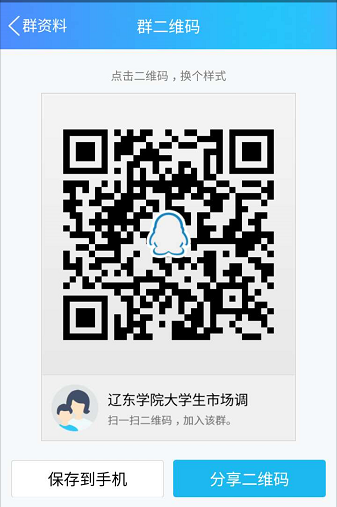 群资料
群二维码
点击二维码，换个样式
辽东学院大学生市场调
扫一扫二维码，加入该群。
保存到手机
分享二维码